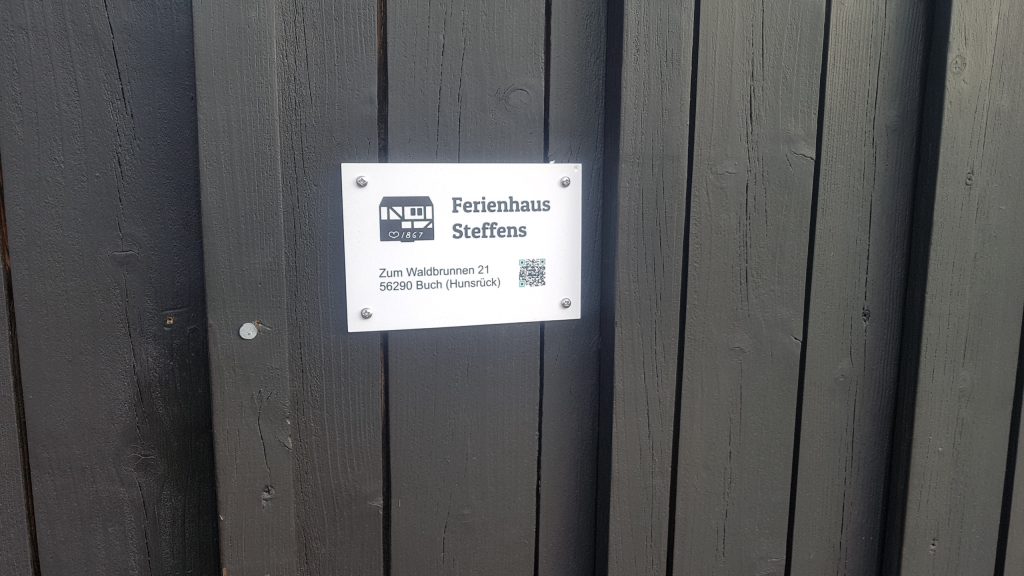 Ferienhaus
Steffens
1867
Zum Waldbrunnen 21
56290 Buch (Hunsrück)